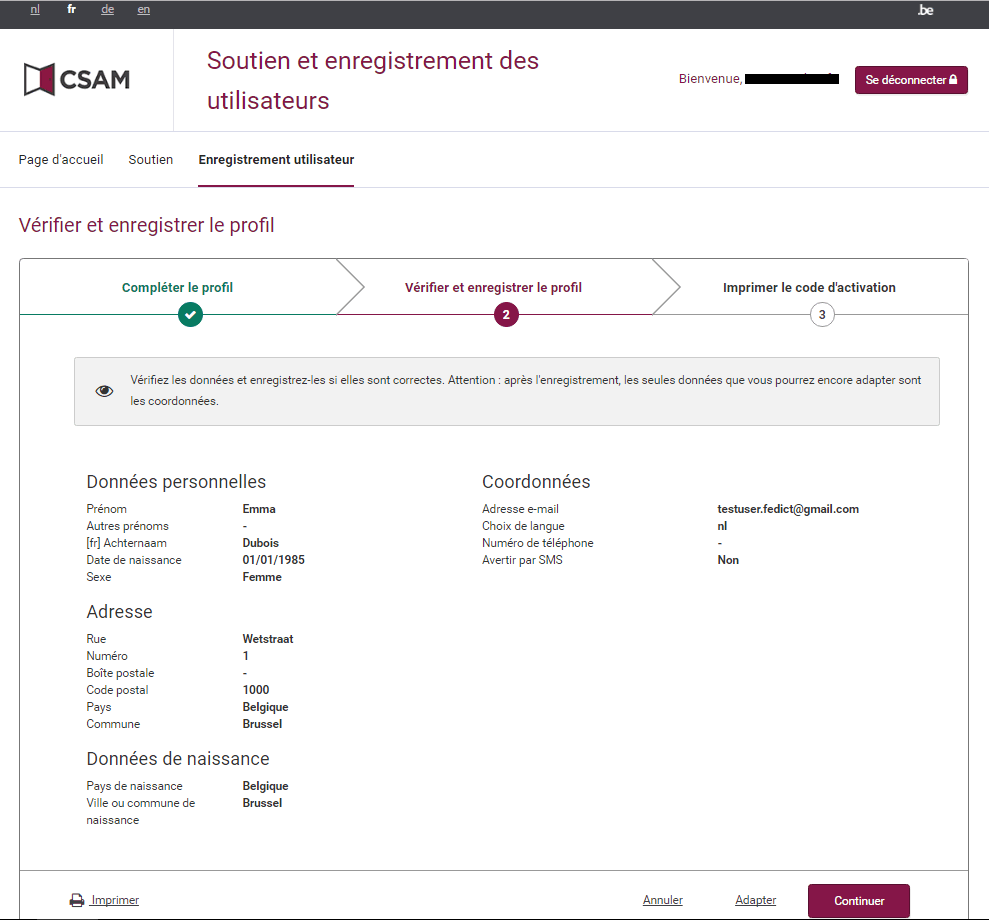 nl fr de en .be
CSAM
Soutien et enregistrement des
utilisateurs
Bienvenue,
Se déconnecter
Page d'accueil Soutien Enregistrement utilisateur
Vérifier et enregistrer le profil
Compléter le profil Vérifier et enregistrer le profil Imprimer le code d'activation
2 3
Vérifiez les données et enregistrez-les si elles sont correctes. Attention : après l'enregistrement, les seules données que vous pourrez encore adapter sont
les coordonnées.
Données personnelles
Prénom Emma
Autres prénoms -
[fr] Achternaam Dubois
Date de naissance 01/01/1985
Sexe Femme
Adresse
Rue Wetstraat
Numéro 1
Boîte postale -
Code postal 1000
Pays Belgique
Commune Brussel
Données de naissance
Pays de naissance Belgique
Ville ou commune de Brussel
naissance
Coordonnées
Adresse e-mail testuser.fedict@gmail.com
Choix de langue nl
Numéro de téléphone -
Avertir par SMS Non
Imprimer Annuler Adapter Continuer